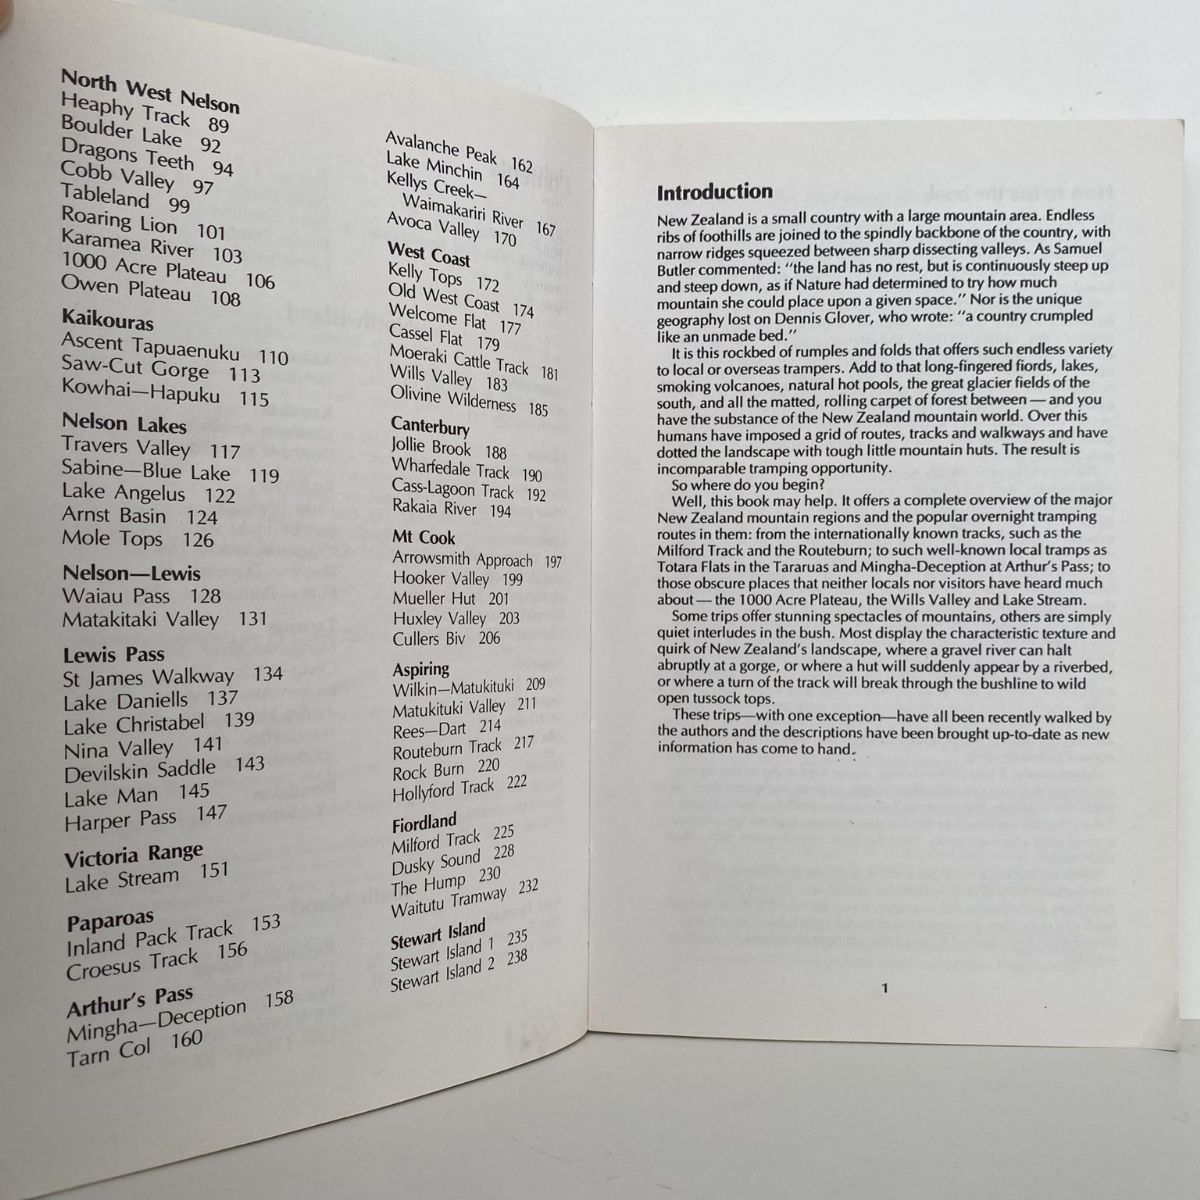 North West Nelson
Heaphy Track 89
Boulder Lake 92
Dragons Teeth 94
Cobb Valley 97
Tableland 99
Roaring Lion 101
Karamea River 103
1000 Acre Plateau 106
Owen Plateau 108
Kaikouras
Ascent Tapuaenuku 110
Saw-Cut Gorge 113
Kowhai—Hapuku 115
Nelson Lakes
Travers Valley 117
Sabine—Blue Lake 119
Lake Angelus 122
Arnst Basin 124
Mole Tops 126
Nelson—Lewis
Waiau Pass 128
Matakitaki Valley 131
Lewis Pass
St James Walkway 134
Lake Daniells 137
Lake Christabel 139
Nina Valley 141
Devilskin Saddle 143
Lake Man 145
Harper Pass 147
Victoria Range
Lake Stream 151
Paparoas
Inland Pack Track 153
Croesus Track 156
Arthur's Pass
Mingha—Deception 158
Tarn Col 160
Avalanche Peak 162
Lake Minchin 164
Kellys Creek—
Waimakariri River 167
Avoca Valley 170
West Coast
Kelly Tops 172
Old West Coast 174
Welcome Flat 177
Cassel Flat 179
Moeraki Cattle Track 181
Wills Valley 183
Olivine Wilderness 185
Canterbury
Jollie Brook 188
Wharfedale Track 190
Cass-Lagoon Track 192
Rakaia River 194
Mt Cook
Arrowsmith Approach 197
Hooker Valley 199
Mueller Hut 201
Huxley Valley 203
Cullers Biv 206
Aspiring
Wilkin—Matukituki 209
Matukituki Valley 211
Rees—Dart 214
Routeburn Track 217
Rock Burn 220
Hollyford Track 222
Fiordland
Milford Track 225
Dusky Sound 228
The Hump 230
Waitutu Tramway 232
Stewart Island
Stewart Island 1 235
Stewart Island 2 238
Introduction
New Zealand is a small country with a large mountain area. Endless
ribs of foothills are joined to the spindly backbone of the country, with
narrow ridges squeezed between sharp dissecting valleys. As Samuel
Butler commented: "the land has no rest, but is continuously steep up
and steep down, as if Nature had determined to try how much
mountain she could place upon a given space." Nor is the unique
geography lost on Dennis Glover, who wrote: "a country crumpled
like an unmade bed."
It is this rockbed of rumples and folds that offers such endless variety
to local or overseas trampers. Add to that long-fingered fiords, lakes,
smoking volcanoes, natural hot pools, the great glacier fields of the
south, and all the matted, rolling carpet of forest between — and you
have the substance of the New Zealand mountain world. Over this
humans have imposed a grid of routes, tracks and walkways and have
dotted the landscape with tough little mountain huts. The result is
incomparable tramping opportunity.
So where do you begin?
Well, this book may help. It offers a complete overview of the major
New Zealand mountain regions and the popular overnight tramping
routes in them: from the internationally known tracks, such as the
Milford Track and the Routeburn; to such well-known local tramps as
Totara Flats in the Tararuas and Mingha-Deception at Arthur's Pass; to
those obscure places that neither locals nor visitors have heard much
about — the 1000 Acre Plateau, the Wills Valley and Lake Stream.
Some trips offer stunning spectacles of mountains, others are simply
quiet interludes in the bush. Most display the characteristic texture and
quirk of New Zealand's landscape, where a gravel river can halt
abruptly at a gorge, or where a hut will suddenly appear by a riverbed,
or where a turn of the track will break through the bushline to wild
open tussock tops.
These trips—with one exception—have all been recently walked by
the authors and the descriptions have been brought up-to-date as new
information has come to hand.
1